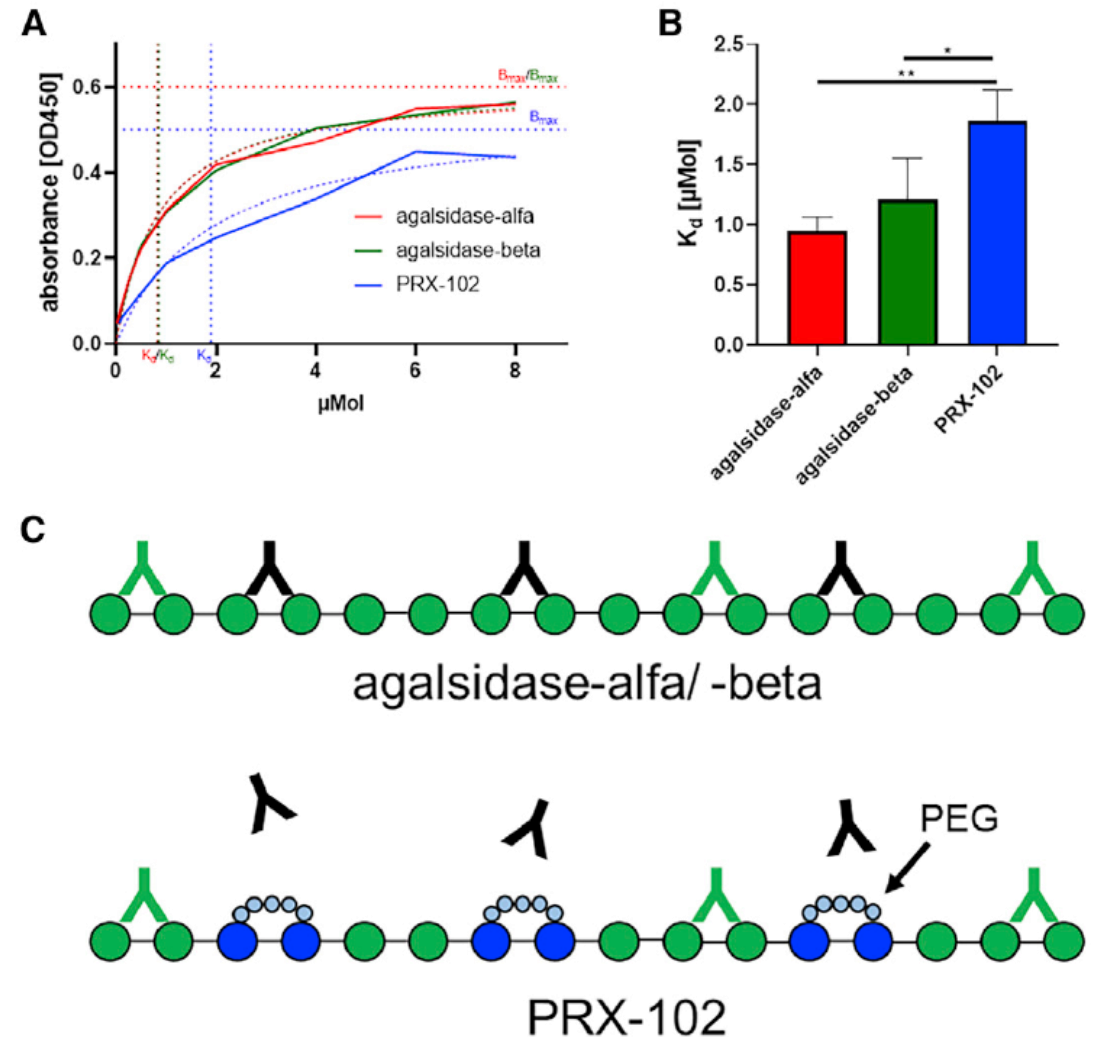 A
absorbance [OD450]
0.6
0.4
0.2
0.0
Bmax/Bmax
Bmax
agalsidase-alfa
agalsidase-beta
PRX-102
Kd/Kd
Kd
0 2 4 6 8
µMol
B
Kd [µMol]
2.5
2.0
1.5
1.0
0.5
0.0
*
**
agalsidase-alfa
agalsidase-beta
PRX-102
C
agalsidase-alfa/ -beta
PEG
PRX-102